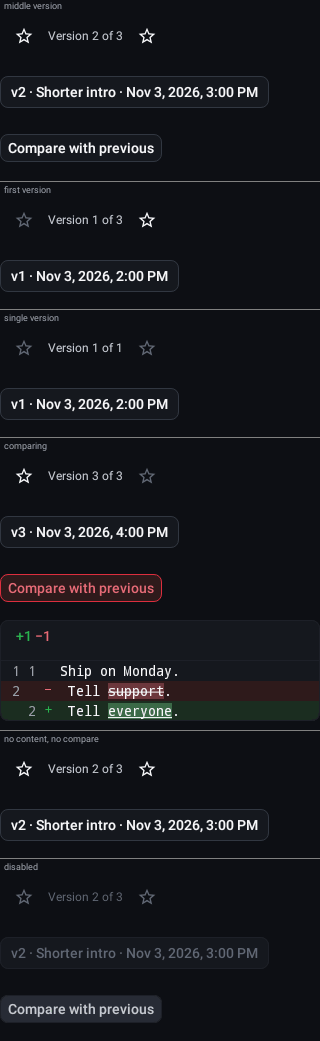 middle version
Version 2 of 3
v2 · Shorter intro · Nov 3, 2026, 3:00 PM
Compare with previous
first version
Version 1 of 3
v1 · Nov 3, 2026, 2:00 PM
single version
Version 1 of 1
v1 · Nov 3, 2026, 2:00 PM
comparing
Version 3 of 3
v3 · Nov 3, 2026, 4:00 PM
Compare with previous
+1 −1
1 1 Ship on Monday.
2 − Tell support.
2 + Tell everyone.
no content, no compare
Version 2 of 3
v2 · Shorter intro · Nov 3, 2026, 3:00 PM
disabled
Version 2 of 3
v2 · Shorter intro · Nov 3, 2026, 3:00 PM
Compare with previous